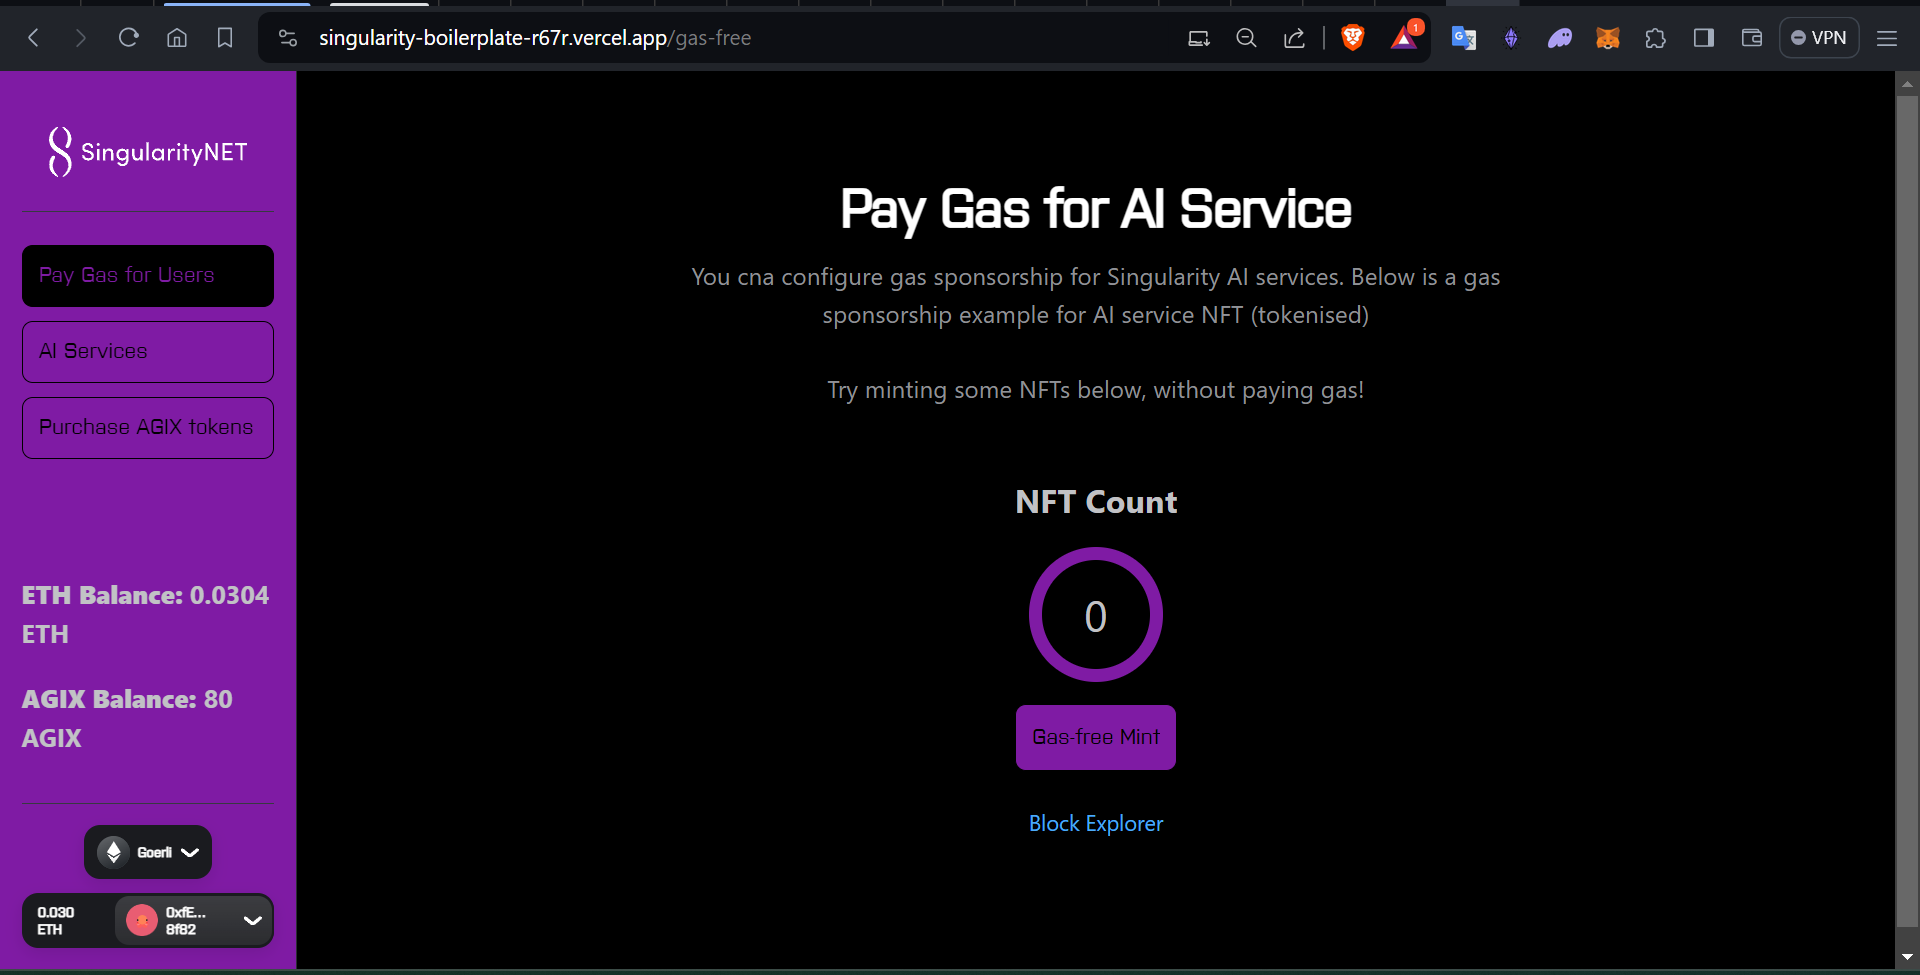 singularity-boilerplate-r67r.vercel.app/gas-free
1
VPN
SingularityNET
Pay Gas for Users
AI Services
Purchase AGIX tokens
ETH Balance: 0.0304
ETH
AGIX Balance: 80
AGIX
Goerli
0.030
ETH
0xfE...
8f82
Pay Gas for AI Service
You cna configure gas sponsorship for Singularity AI services. Below is a gas
sponsorship example for AI service NFT (tokenised)
Try minting some NFTs below, without paying gas!
NFT Count
0
Gas-free Mint
Block Explorer